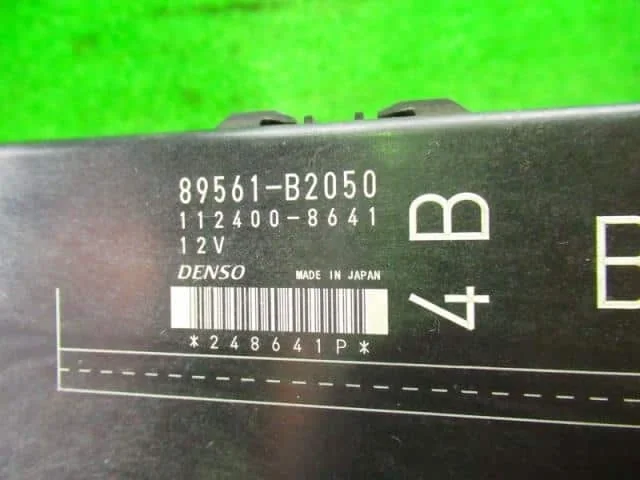 89561-B2050
112400-8641
12V
DENSO MADE IN JAPAN
*248641P*
4B